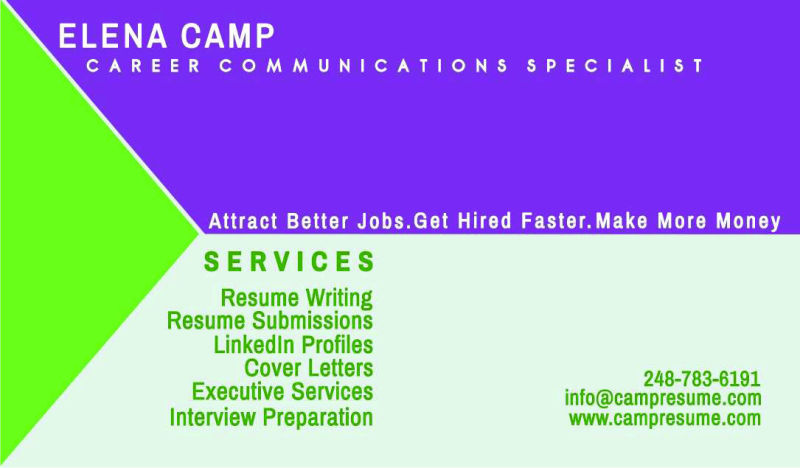 ELENA CAMP
CAREER COMMUNICATIONS SPECIALIST
Attract Better Jobs.Get Hired Faster.Make More Money
SERVICES
Resume Writing
Resume Submissions
LinkedIn Profiles
Cover Letters
Executive Services
Interview Preparation
248-783-6191
info@campresume.com
www.campresume.com